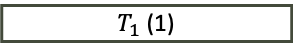 T₁ (1)